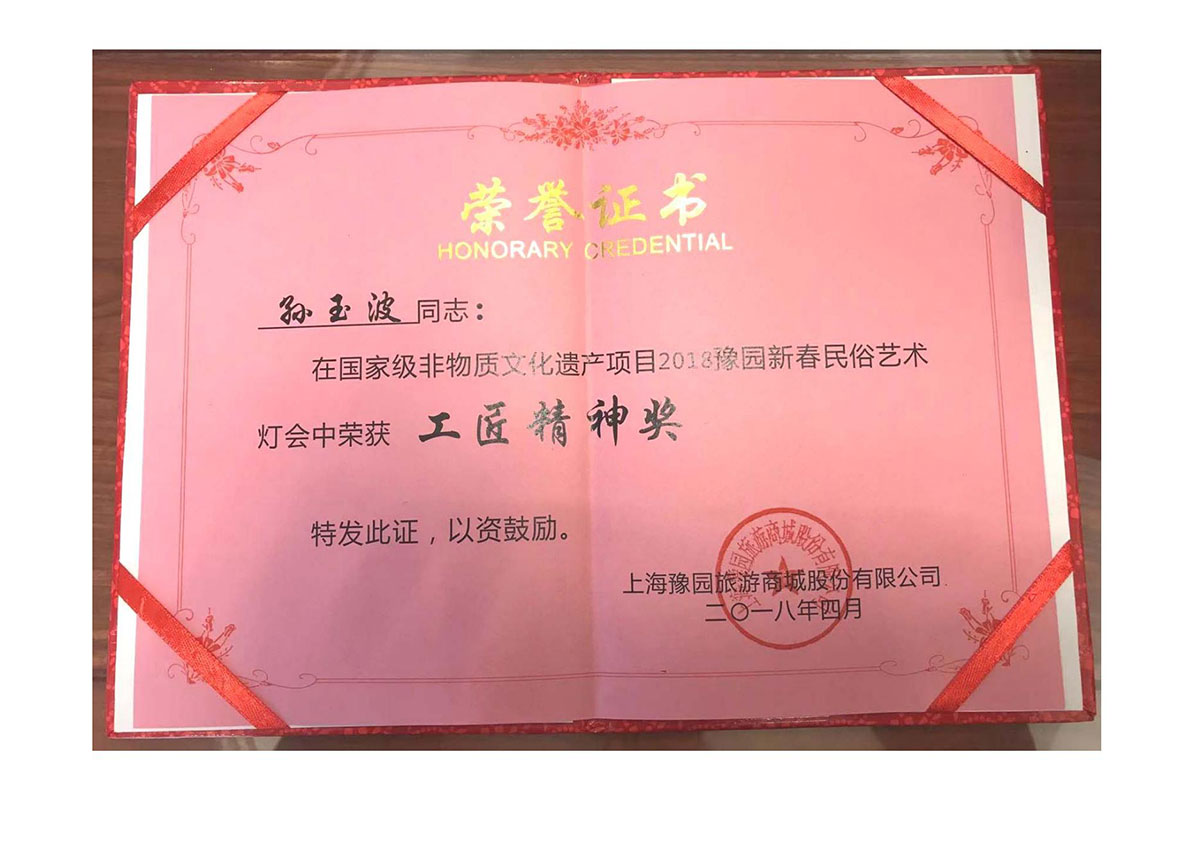 荣誉证书
HONORARY CREDENTIAL
孙玉波同志：
在国家级非物质文化遗产项目2018豫园新春民俗艺术
灯会中荣获 工匠精神奖
特发此证，以资鼓励。
上海豫园旅游商城股份有限公司
二〇一八年四月